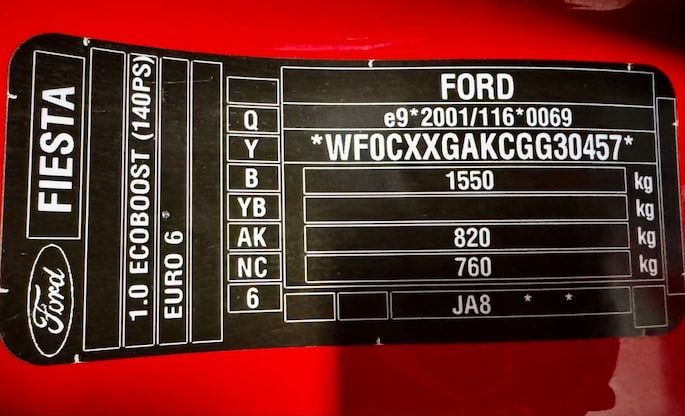 FIESTA
Ford
1.0 ECOBOOST (140PS)
EURO 6
FORD
Q e9*2001/116*0069
Y *WF0CXXGAKCGG30457*
B 1550 kg
YB kg
AK 820 kg
NC 760 kg
6 JA8 * *